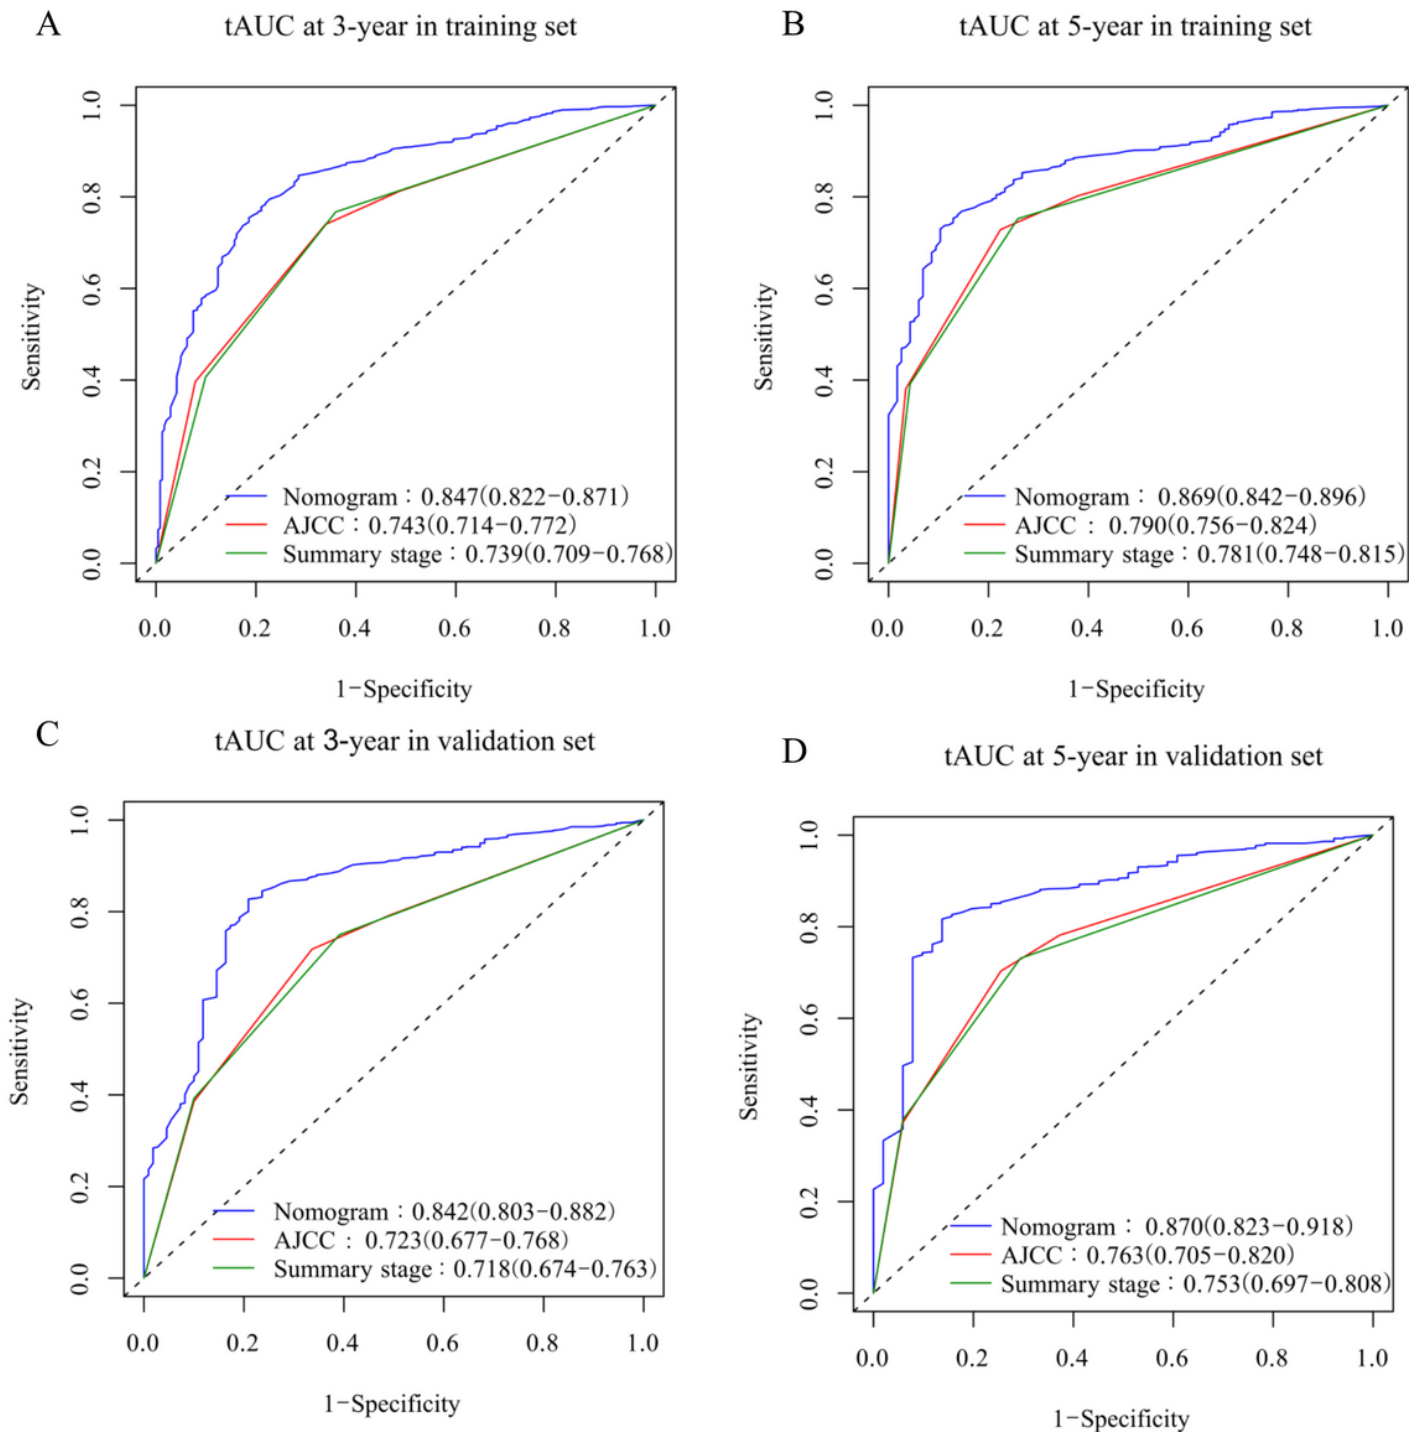 A
tAUC at 3-year in training set
1.0
0.8
0.6
0.4
0.2
0.0
Sensitivity
Nomogram：0.847(0.822−0.871)
AJCC：0.743(0.714−0.772)
Summary stage：0.739(0.709−0.768)
0.0 0.2 0.4 0.6 0.8 1.0
1−Specificity
B
tAUC at 5-year in training set
1.0
0.8
0.6
0.4
0.2
0.0
Sensitivity
Nomogram： 0.869(0.842−0.896)
AJCC： 0.790(0.756−0.824)
Summary stage：0.781(0.748−0.815)
0.0 0.2 0.4 0.6 0.8 1.0
1−Specificity
C
tAUC at 3-year in validation set
1.0
0.8
0.6
0.4
0.2
0.0
Sensitivity
Nomogram：0.842(0.803−0.882)
AJCC： 0.723(0.677−0.768)
Summary stage：0.718(0.674−0.763)
0.0 0.2 0.4 0.6 0.8 1.0
1−Specificity
D
tAUC at 5-year in validation set
1.0
0.8
0.6
0.4
0.2
0.0
Sensitivity
Nomogram： 0.870(0.823−0.918)
AJCC：0.763(0.705−0.820)
Summary stage：0.753(0.697−0.808)
0.0 0.2 0.4 0.6 0.8 1.0
1−Specificity